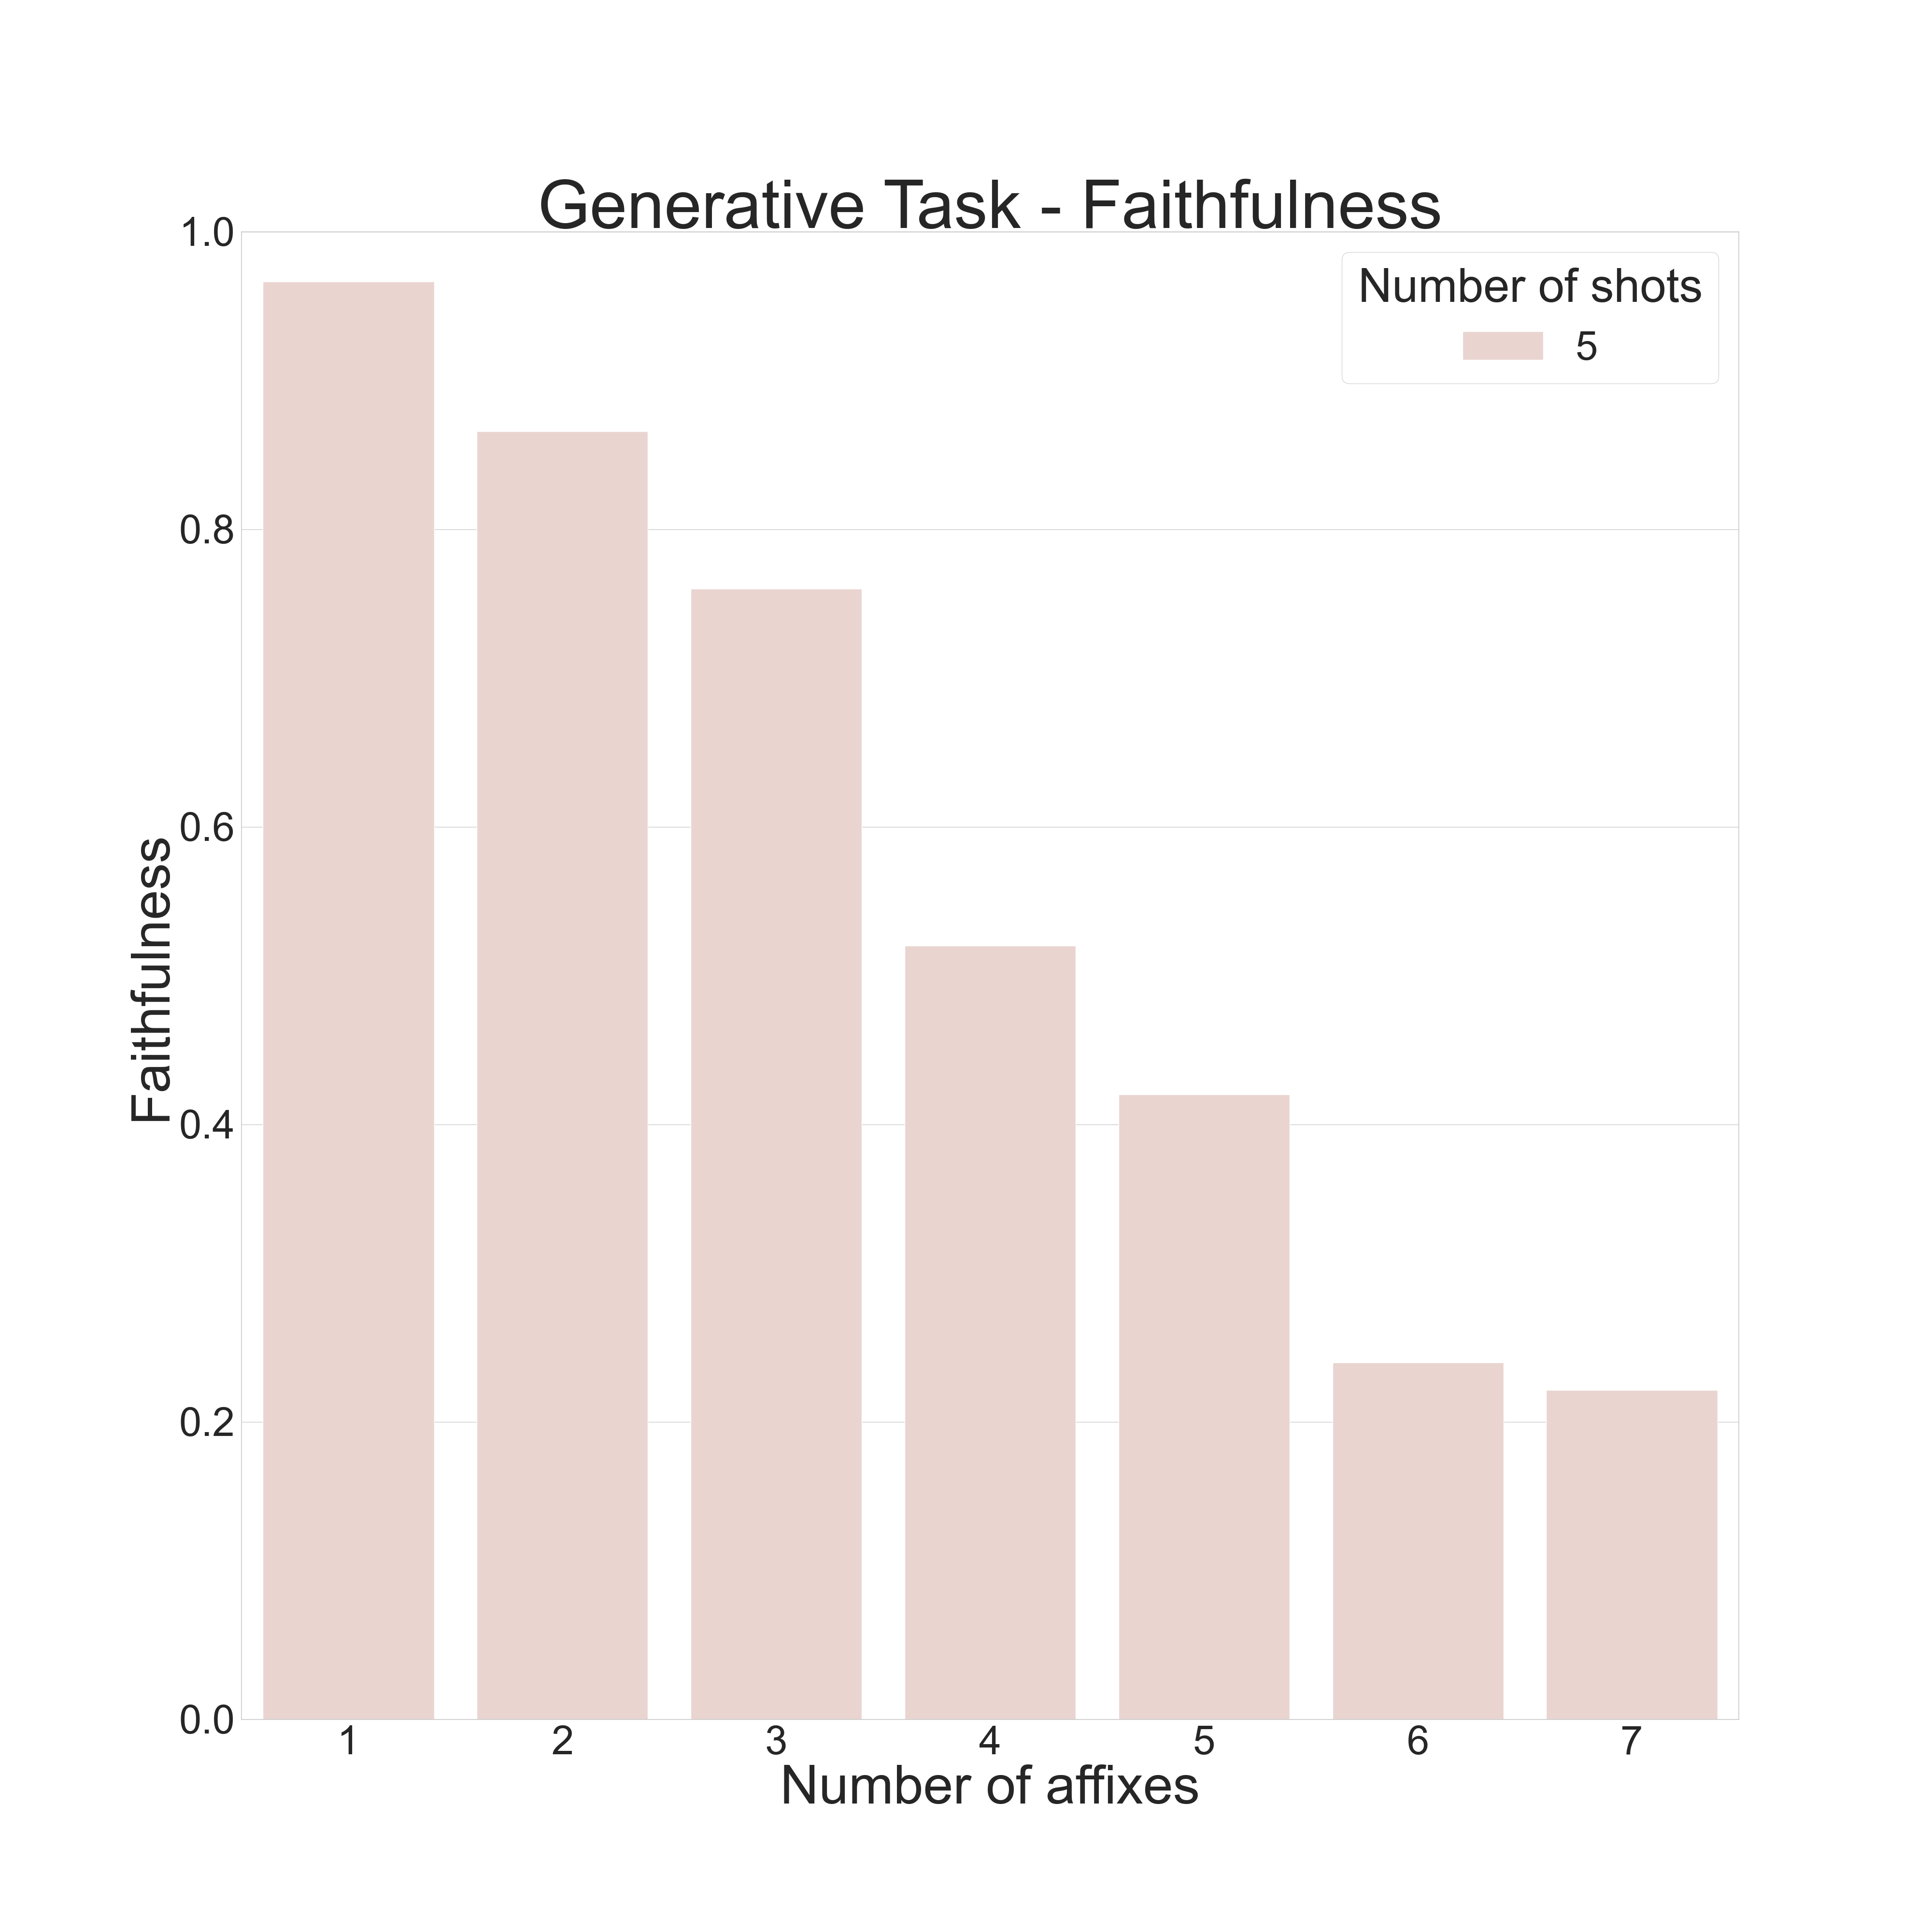 Generative Task - Faithfulness
Number of shots
5
1.0
0.8
0.6
0.4
0.2
0.0
Faithfulness
1 2 3 4 5 6 7
Number of affixes